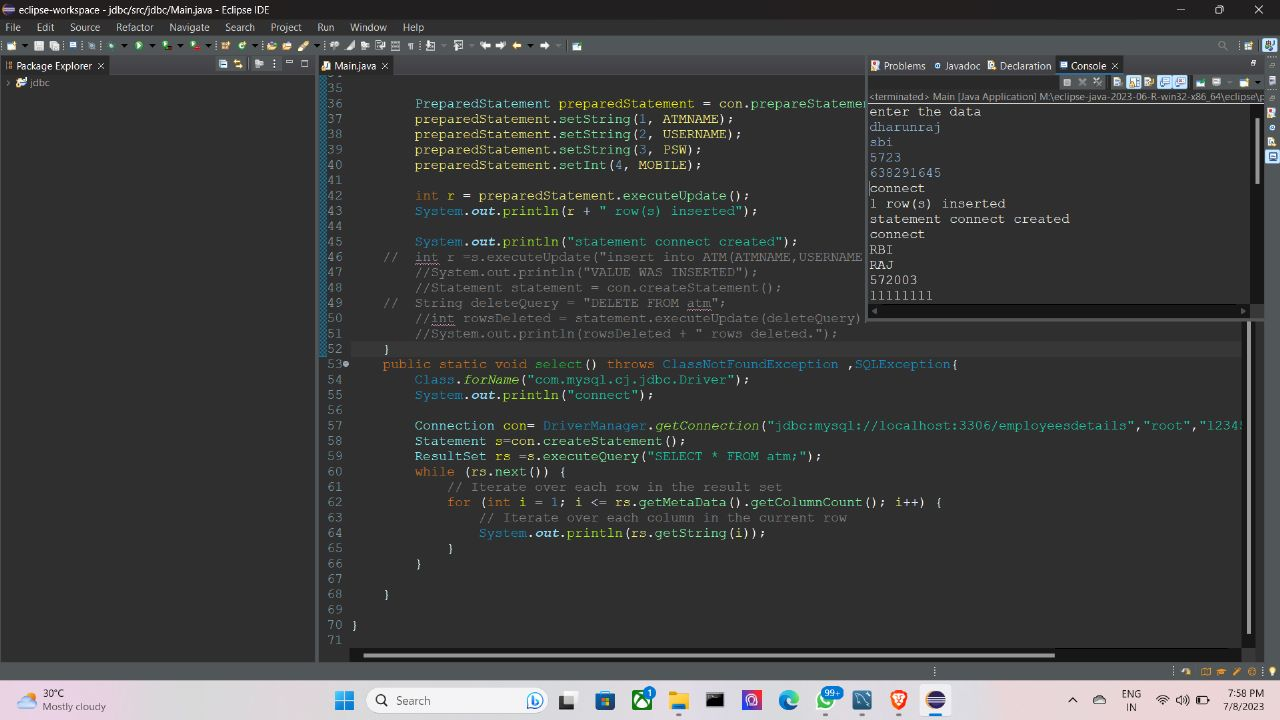 eclipse-workspace - jdbc/src/jdbc/Main.java - Eclipse IDE
File Edit Source Refactor Navigate Search Project Run Window Help
Package Explorer
jdbc
Main.java
35
36 PreparedStatement preparedStatement = con.prepareStatemen
37 preparedStatement.setString(1, ATMNAME);
38 preparedStatement.setString(2, USERNAME);
39 preparedStatement.setString(3, PSW);
40 preparedStatement.setInt(4, MOBILE);
41
42 int r = preparedStatement.executeUpdate();
43 System.out.println(r + " row(s) inserted");
44
45 System.out.println("statement connect created");
46 // int r =s.executeUpdate("insert into ATM(ATMNAME,USERNAME
47 //System.out.println("VALUE WAS INSERTED");
48 //Statement statement = con.createStatement();
49 // String deleteQuery = "DELETE FROM atm";
50 //int rowsDeleted = statement.executeUpdate(deleteQuery)
51 //System.out.println(rowsDeleted + " rows deleted.");
52 }
53 public static void select() throws ClassNotFoundException ,SQLException{
54 Class.forName("com.mysql.cj.jdbc.Driver");
55 System.out.println("connect");
56
57 Connection con= DriverManager.getConnection("jdbc:mysql://localhost:3306/employeesdetails","root","12345
58 Statement s=con.createStatement();
59 ResultSet rs =s.executeQuery("SELECT * FROM atm;");
60 while (rs.next()) {
61 // Iterate over each row in the result set
62 for (int i = 1; i <= rs.getMetaData().getColumnCount(); i++) {
63 // Iterate over each column in the current row
64 System.out.println(rs.getString(i));
65 }
66 }
67
68 }
69
70 }
71
Problems Javadoc Declaration Console
<terminated> Main [Java Application] M:\eclipse-java-2023-06-R-win32-x86_64\eclipse\p
enter the data
dharunraj
sbi
5723
638291645
connect
1 row(s) inserted
statement connect created
connect
RBI
RAJ
572003
11111111
30°C
Mostly cloudy
Search
1
99+
ENG
IN
7:58 PM
7/8/2023